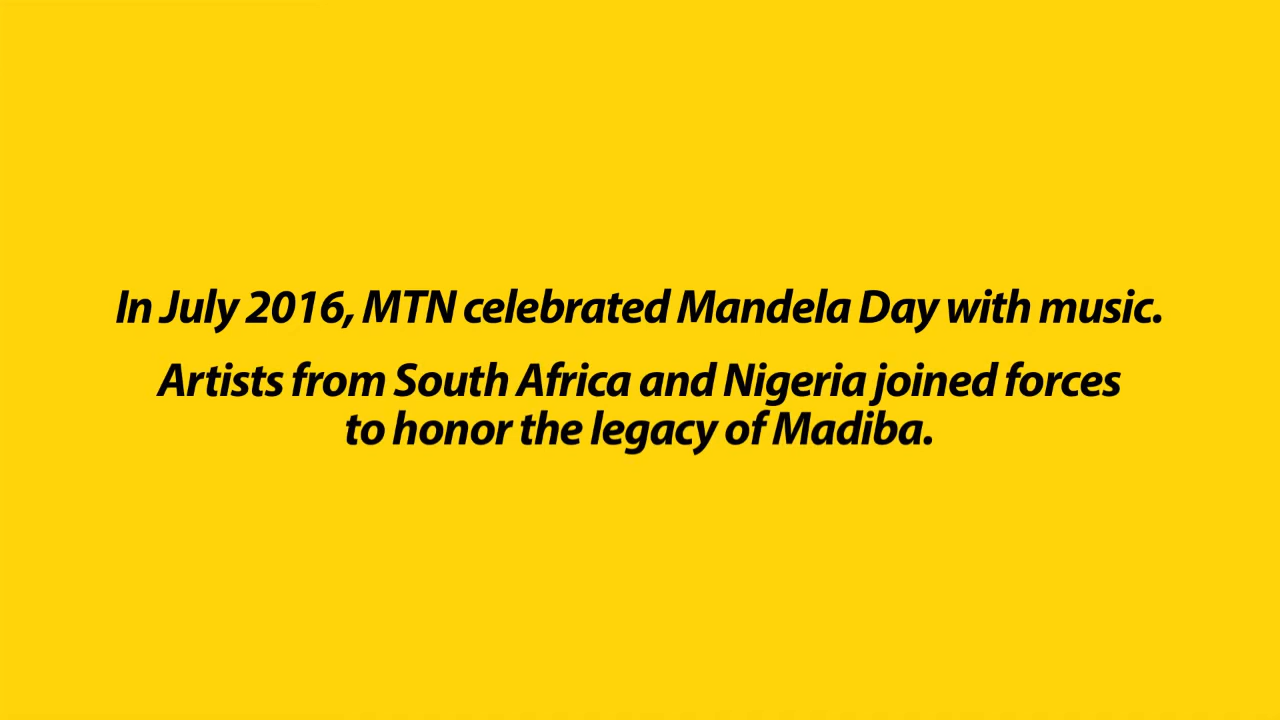 In July 2016, MTN celebrated Mandela Day with music.
Artists from South Africa and Nigeria joined forces
to honor the legacy of Madiba.